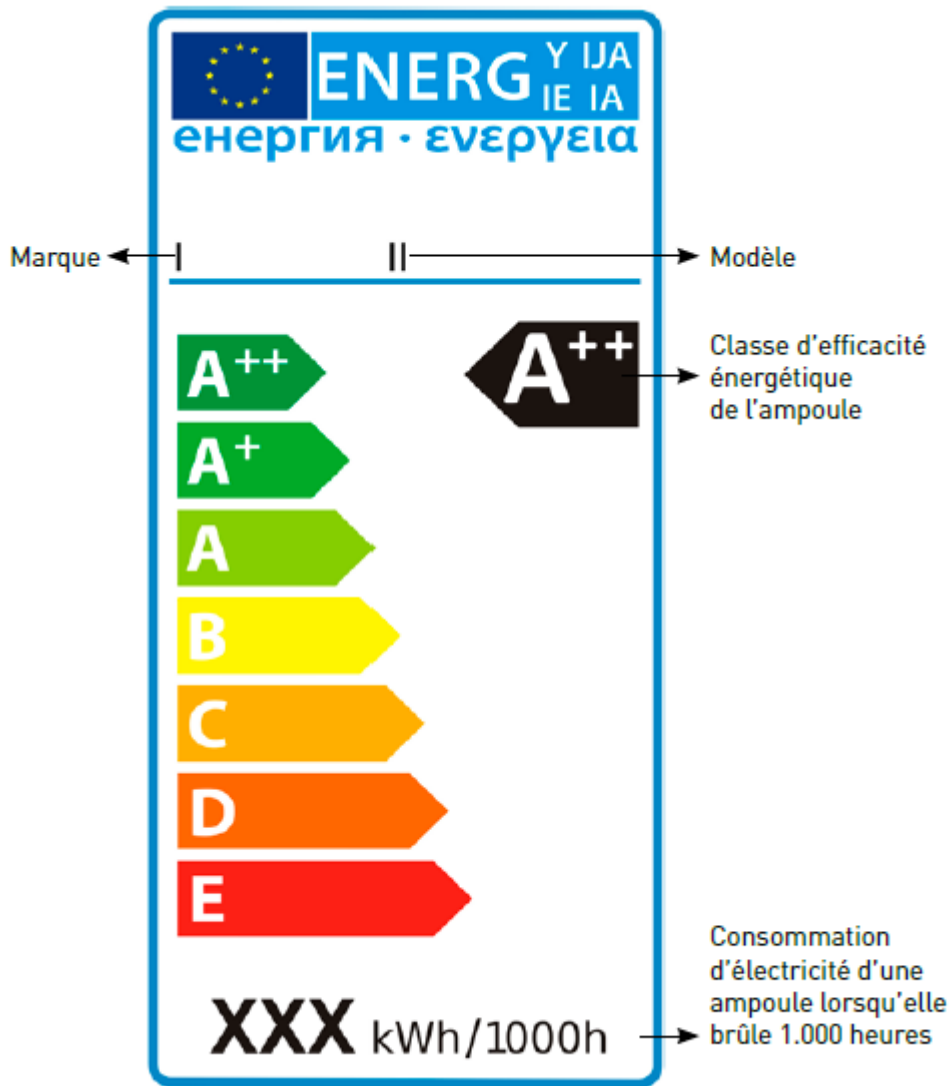 ENERG Y IJA
IE IA
енергия · ενεργεια
Marque
I
II
Modèle
A++
A++
Classe d'efficacité
énergétique
de l'ampoule
A+
A
B
C
D
E
XXX kWh/1000h
Consommation
d'électricité d'une
ampoule lorsqu'elle
brûle 1.000 heures